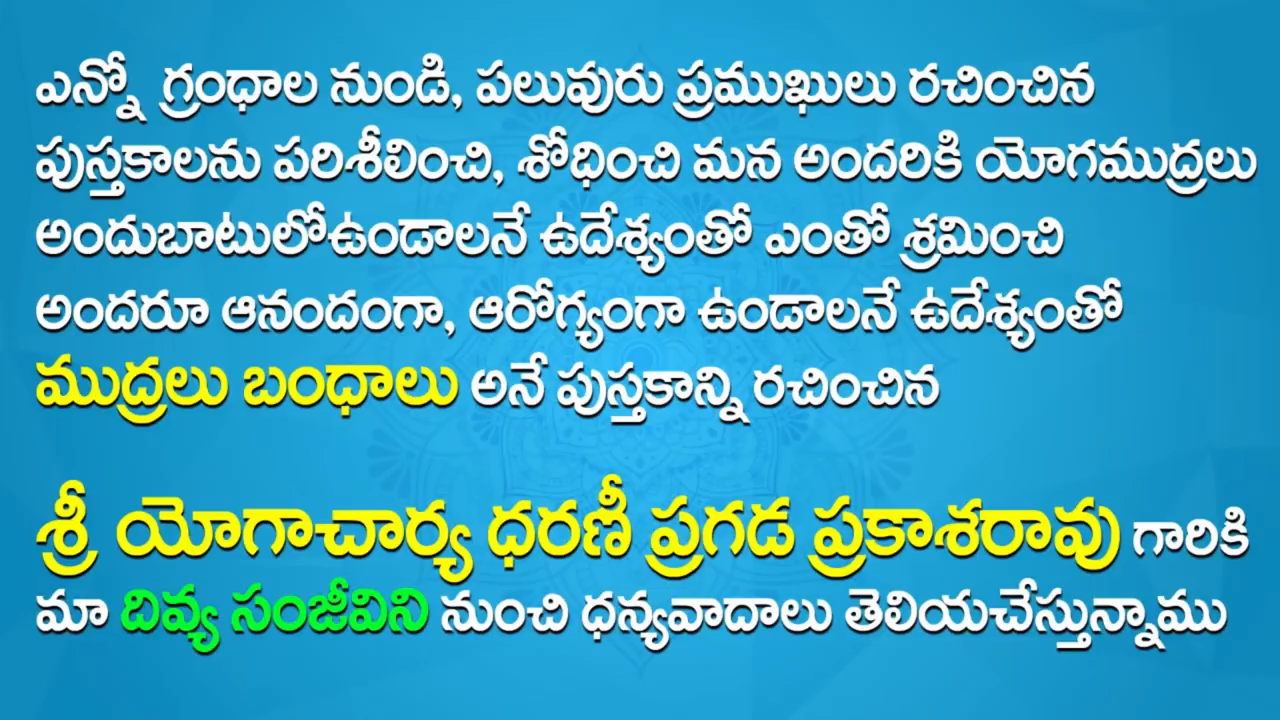 ఎన్నో గ్రంధాల నుండి, పలువురు ప్రముఖులు రచించిన
పుస్తకాలను పరిశీలించి, శోధించి మన అందరికి యోగముద్రలు
అందుబాటులోఉండాలనే ఉదేశ్యంతో ఎంతో శ్రమించి
అందరూ ఆనందంగా, ఆరోగ్యంగా ఉండాలనే ఉదేశ్యంతో
ముద్రలు బంధాలు అనే పుస్తకాన్ని రచించిన
శ్రీ యోగాచార్య ధరణీ ప్రగడ ప్రకాశరావు గారికి
మా దివ్య సంజీవిని నుంచి ధన్యవాదాలు తెలియచేస్తున్నాము